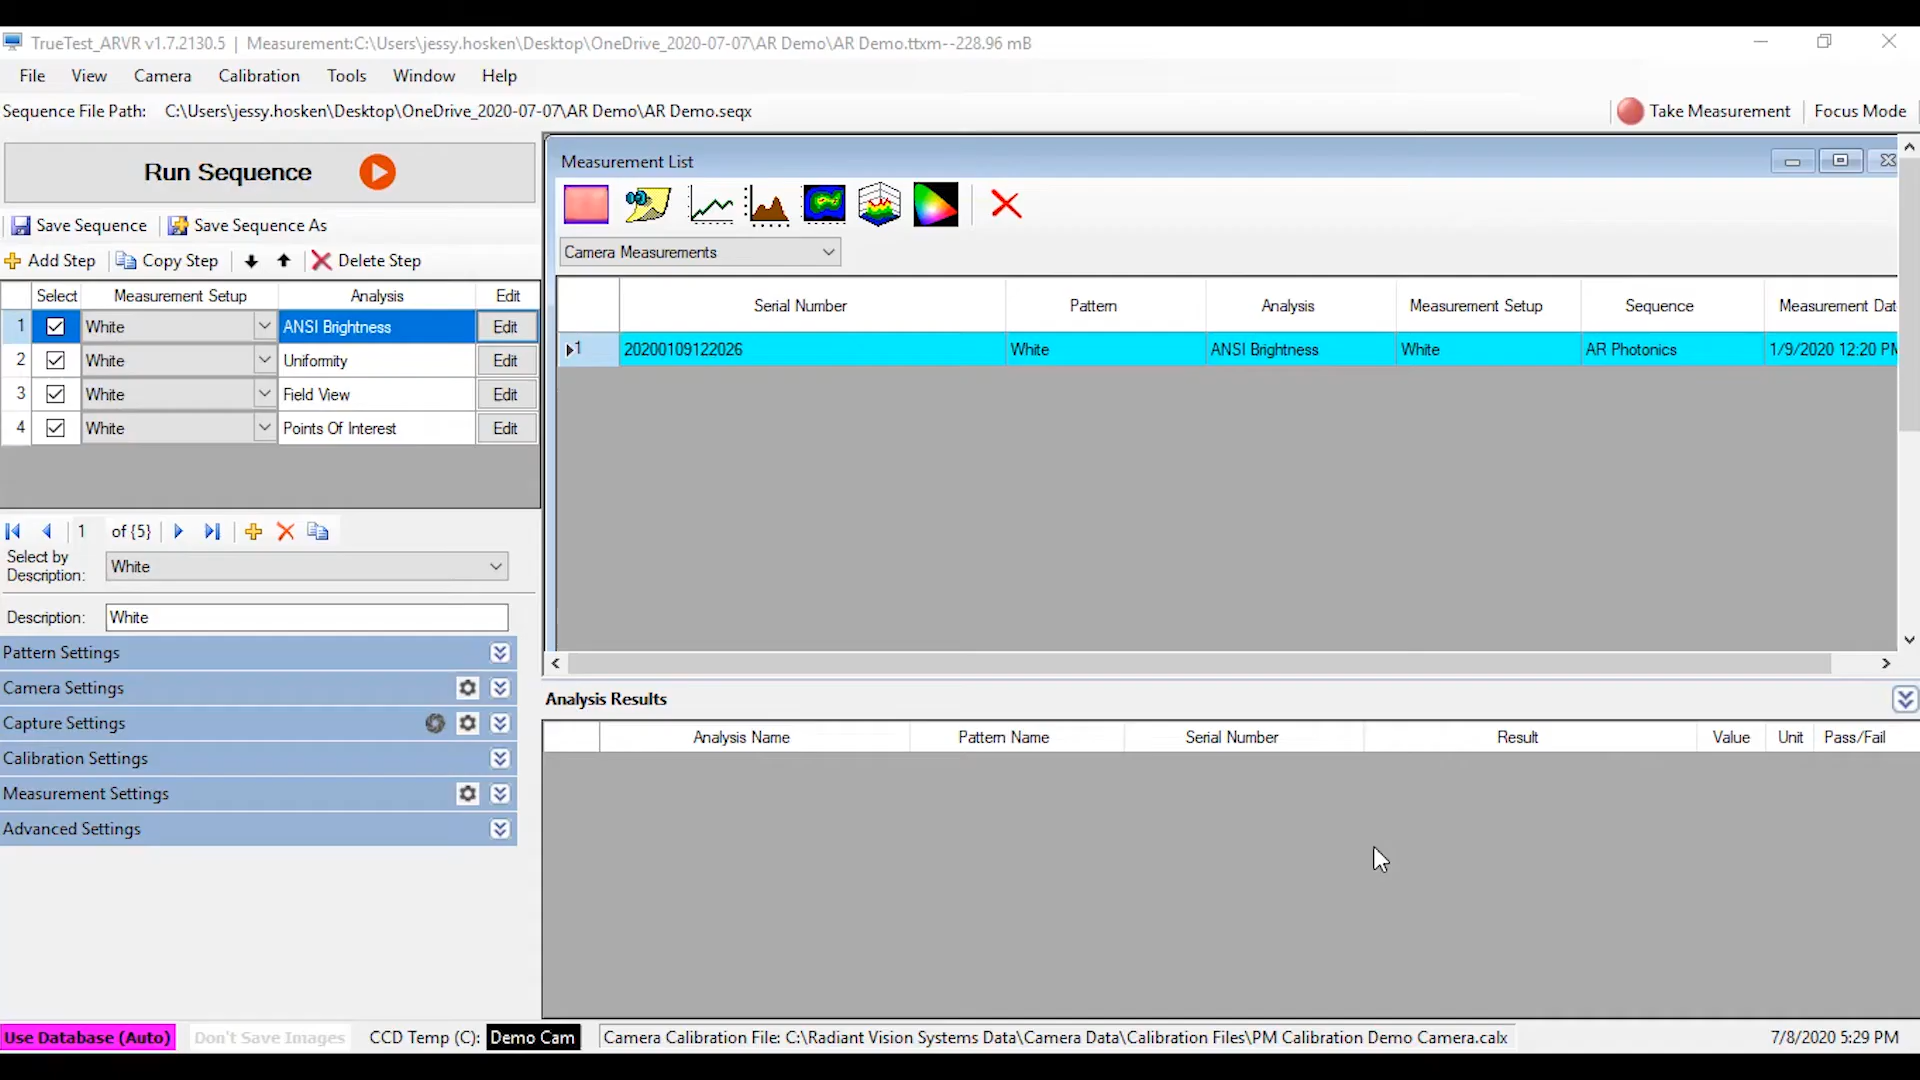 TrueTest_ARVR v1.7.2130.5 | Measurement:C:\Users\jessy.hosken\Desktop\OneDrive_2020-07-07\AR Demo\AR Demo.ttxm--228.96 mB
File View Camera Calibration Tools Window Help
Sequence File Path: C:\Users\jessy.hosken\Desktop\OneDrive_2020-07-07\AR Demo\AR Demo.seqx
Take Measurement Focus Mode
Run Sequence
Save Sequence Save Sequence As
Add Step Copy Step Delete Step
Select Measurement Setup Analysis Edit
1 White ANSI Brightness Edit
2 White Uniformity Edit
3 White Field View Edit
4 White Points Of Interest Edit
1 of {5}
Select by
Description: White
Description: White
Pattern Settings
Camera Settings
Capture Settings
Calibration Settings
Measurement Settings
Advanced Settings
Measurement List
Camera Measurements
Serial Number Pattern Analysis Measurement Setup Sequence Measurement Dat
1 20200109122026 White ANSI Brightness White AR Photonics 1/9/2020 12:20 PM
Analysis Results
Analysis Name Pattern Name Serial Number Result Value Unit Pass/Fail
Use Database (Auto) Don't Save Images CCD Temp (C): Demo Cam Camera Calibration File: C:\Radiant Vision Systems Data\Camera Data\Calibration Files\PM Calibration Demo Camera.calx 7/8/2020 5:29 PM